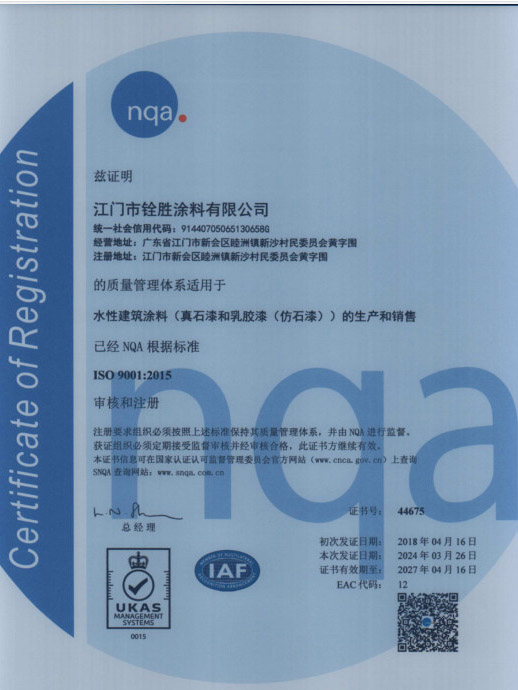 nqa.
Certificate of Registration
兹证明
江门市铨胜涂料有限公司
统一社会信用代码：91440705065130658G
经营地址：广东省江门市新会区睦洲镇新沙村民委员会黄字围
注册地址：江门市新会区睦洲镇新沙村民委员会黄字围
的质量管理体系适用于
水性建筑涂料（真石漆和乳胶漆（仿石漆））的生产和销售
已经 NQA 根据标准
ISO 9001:2015
审核和注册
注册要求组织必须按照上述标准保持其质量管理体系，并由 NQA 进行监督。
获证组织必须定期接受监督审核并经审核合格，此证书方继续有效。
本证书信息可在国家认证认可监督管理委员会官方网站（www.cnca.gov.cn）上查询
SNQA 查询网站：www.snqa.com.cn
nqa
总经理
证书号： 44675
初次发证日期： 2018 年 04 月 16 日
本次发证日期： 2024 年 03 月 26 日
证书有效期至： 2027 年 04 月 16 日
EAC 代码： 12
UKAS
MANAGEMENT
SYSTEMS
0015
IAF